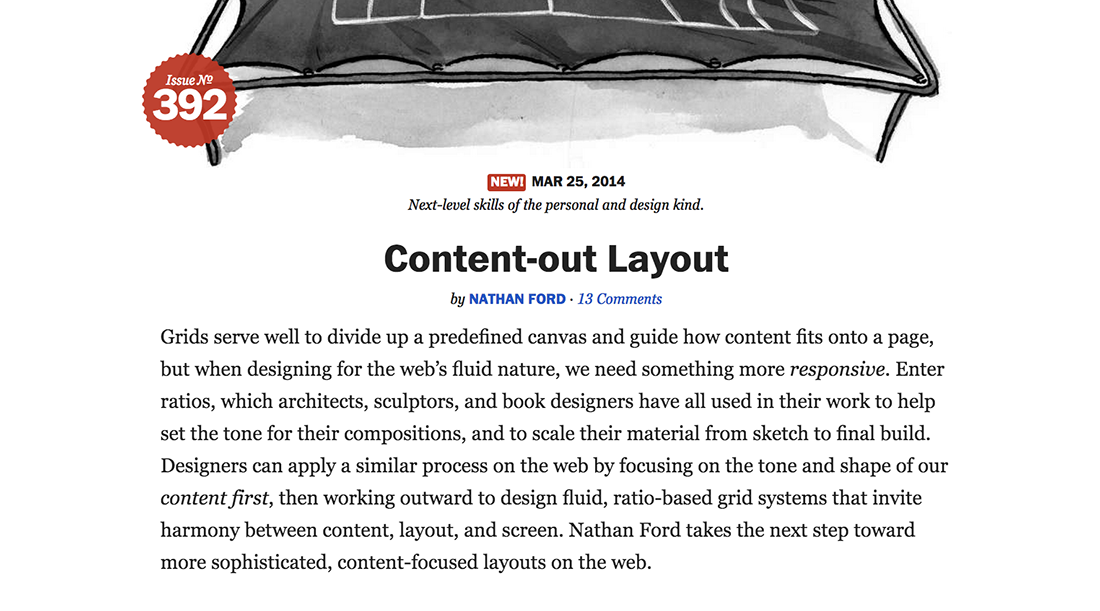 Issue Nº
392
NEW! MAR 25, 2014
Next-level skills of the personal and design kind.
Content-out Layout
by NATHAN FORD · 13 Comments
Grids serve well to divide up a predefined canvas and guide how content fits onto a page,
but when designing for the web’s fluid nature, we need something more responsive. Enter
ratios, which architects, sculptors, and book designers have all used in their work to help
set the tone for their compositions, and to scale their material from sketch to final build.
Designers can apply a similar process on the web by focusing on the tone and shape of our
content first, then working outward to design fluid, ratio-based grid systems that invite
harmony between content, layout, and screen. Nathan Ford takes the next step toward
more sophisticated, content-focused layouts on the web.